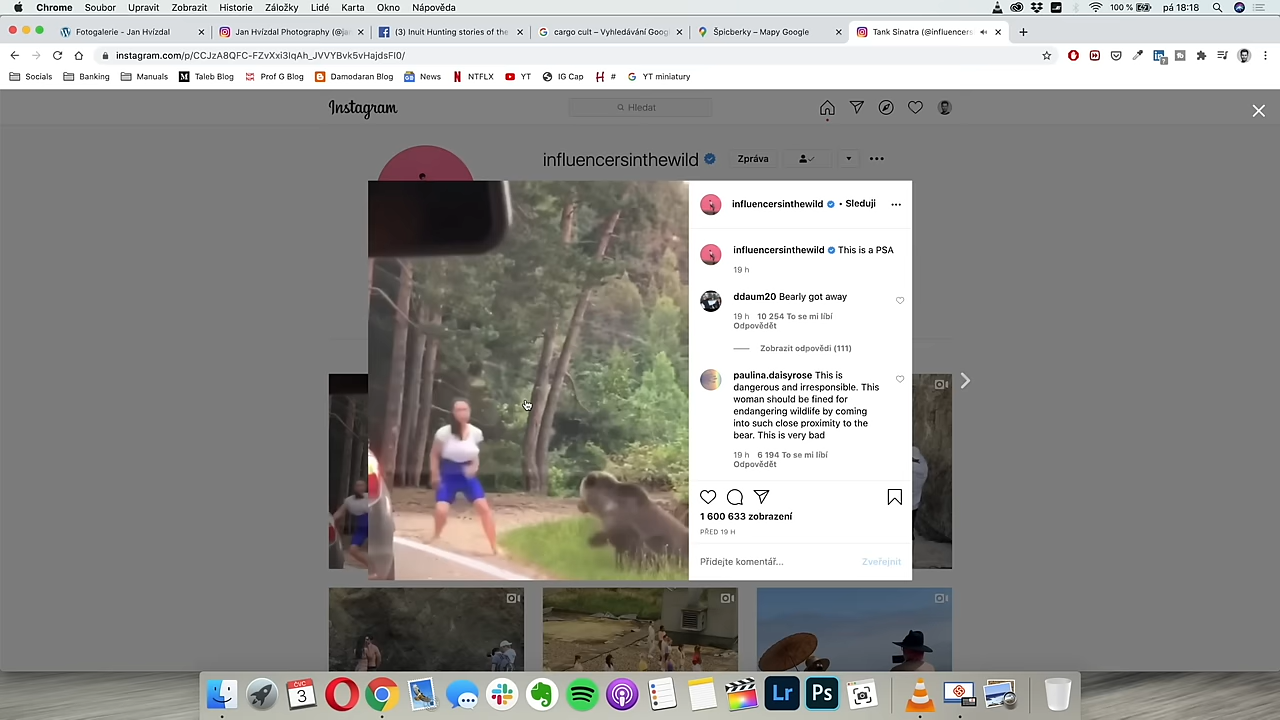 Chrome Soubor Upravit Zobrazit Historie Záložky Lidé Karta Okno Nápověda 100 % pá 18:18
Fotogalerie - Jan Hvízdal
Jan Hvízdal Photography (@ja
(3) Inuit Hunting stories of the
cargo cult – Vyhledávání Goog
Špicberky – Mapy Google
Tank Sinatra (@influencers
instagram.com/p/CCJzA8QFC-FZvXxi3IqAh_JVVYBvk5vHajdsFI0/
Socials Banking Manuals Taleb Blog Prof G Blog Damodaran Blog News NTFLX YT IG Cap # YT miniatury
Instagram
Hledat
influencersinthewild
Zpráva
influencersinthewild • Sleduji
influencersinthewild This is a PSA
19 h
ddaum20 Bearly got away
19 h 10 254 To se mi líbí
Odpovědět
Zobrazit odpovědi (111)
paulina.daisyrose This is
dangerous and irresponsible. This
woman should be fined for
endangering wildlife by coming
into such close proximity to the
bear. This is very bad
19 h 6 194 To se mi líbí
Odpovědět
1 600 633 zobrazení
PŘED 19 H
Přidejte komentář...
Zveřejnit
ČVC
3
Lr
Ps